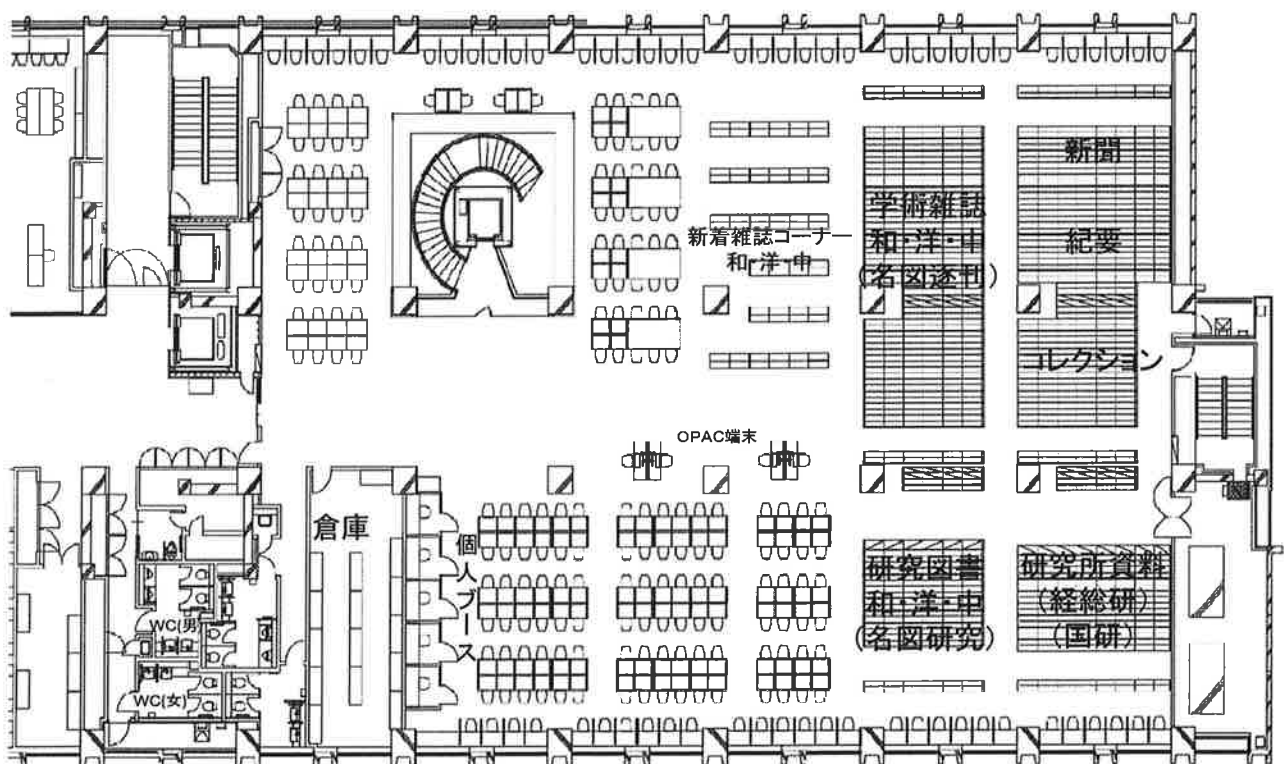 新聞
紀要
コレクション
学術雑誌
和・洋・中
(名図逐刊)
新着雑誌コーナー
和・洋・中
OPAC端末
倉庫
個人ブース
研究図書
和・洋・中
(名図研究)
研究所資料
(経総研)
(国研)
WC(男)
WC(女)